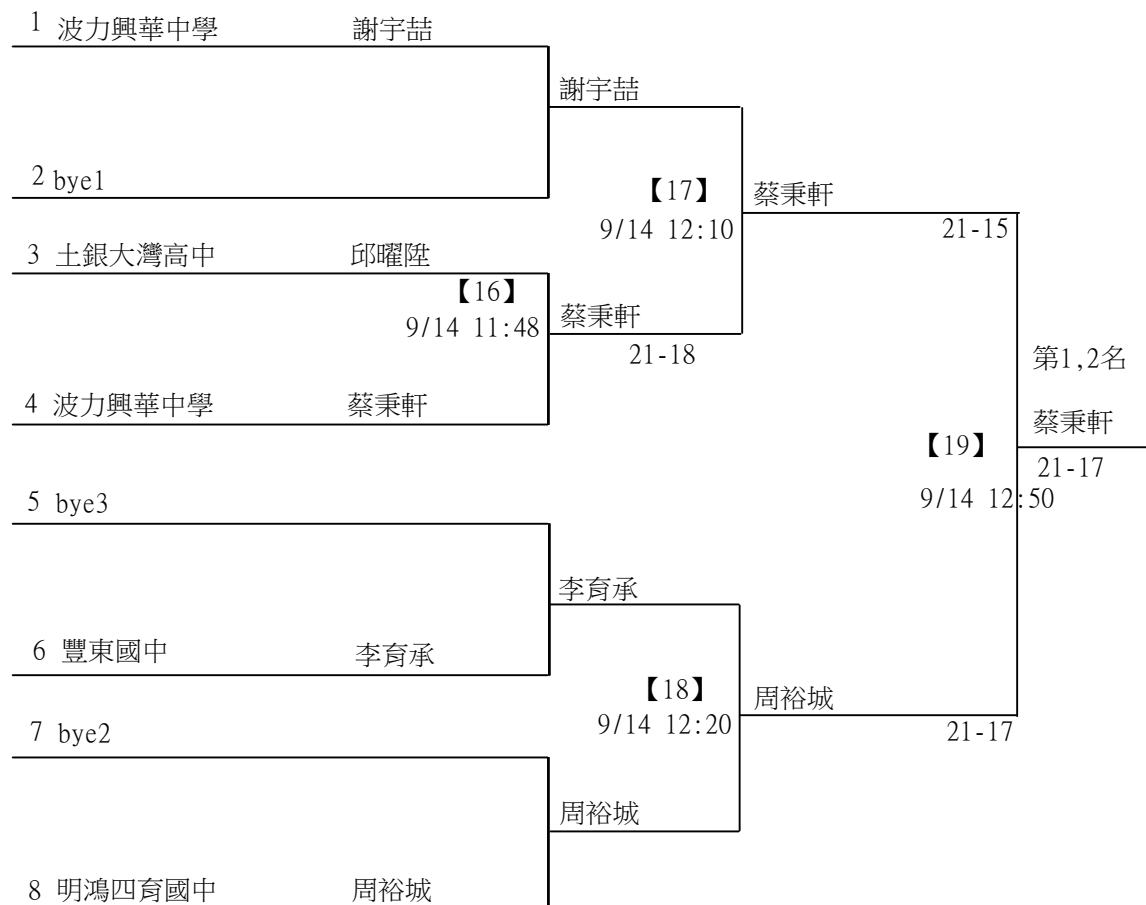 1 波力興華中學 謝宇喆
謝宇喆
2 bye1
【17】
9/14 12:10
蔡秉軒
21-15
3 土銀大灣高中 邱曜陞
【16】
9/14 11:48
蔡秉軒
21-18
第1,2名
4 波力興華中學 蔡秉軒
蔡秉軒
【19】
21-17
9/14 12:50
5 bye3
李育承
6 豐東國中 李育承
【18】
9/14 12:20
周裕城
21-17
7 bye2
周裕城
8 明鴻四育國中 周裕城